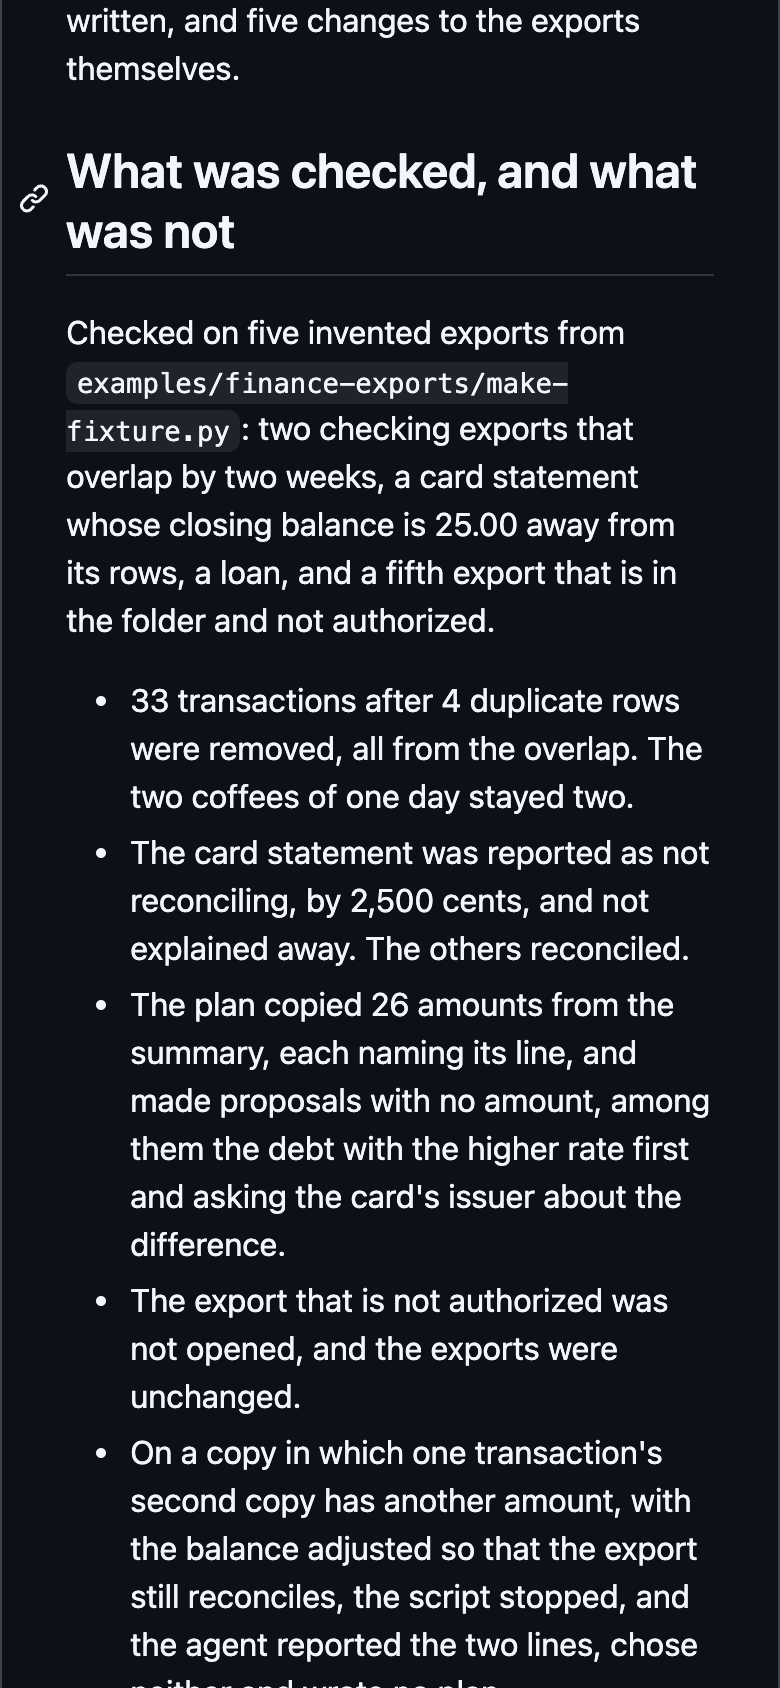 written, and five changes to the exports
themselves.
What was checked, and what
was not
Checked on five invented exports from
examples/finance-exports/make-
fixture.py: two checking exports that
overlap by two weeks, a card statement
whose closing balance is 25.00 away from
its rows, a loan, and a fifth export that is in
the folder and not authorized.
• 33 transactions after 4 duplicate rows
were removed, all from the overlap. The
two coffees of one day stayed two.
• The card statement was reported as not
reconciling, by 2,500 cents, and not
explained away. The others reconciled.
• The plan copied 26 amounts from the
summary, each naming its line, and
made proposals with no amount, among
them the debt with the higher rate first
and asking the card's issuer about the
difference.
• The export that is not authorized was
not opened, and the exports were
unchanged.
• On a copy in which one transaction's
second copy has another amount, with
the balance adjusted so that the export
still reconciles, the script stopped, and
the agent reported the two lines, chose
neither and wrote no plan.